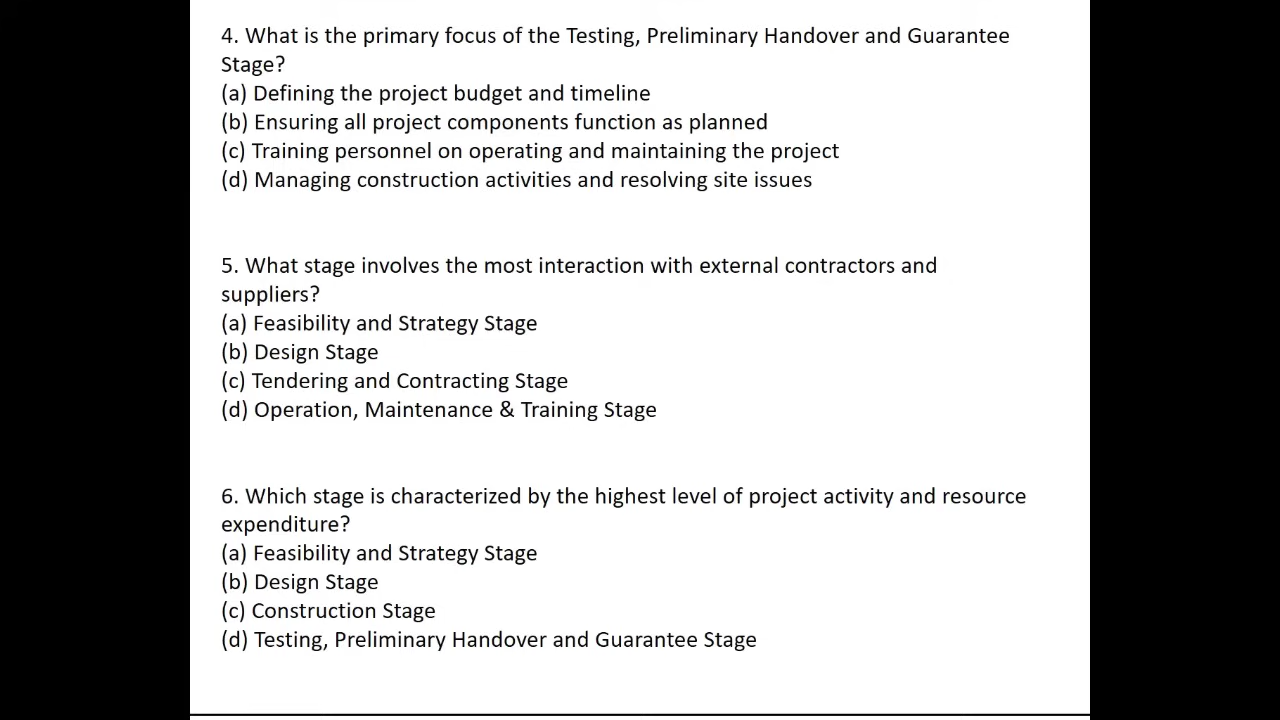 4. What is the primary focus of the Testing, Preliminary Handover and Guarantee
Stage?
(a) Defining the project budget and timeline
(b) Ensuring all project components function as planned
(c) Training personnel on operating and maintaining the project
(d) Managing construction activities and resolving site issues
5. What stage involves the most interaction with external contractors and
suppliers?
(a) Feasibility and Strategy Stage
(b) Design Stage
(c) Tendering and Contracting Stage
(d) Operation, Maintenance & Training Stage
6. Which stage is characterized by the highest level of project activity and resource
expenditure?
(a) Feasibility and Strategy Stage
(b) Design Stage
(c) Construction Stage
(d) Testing, Preliminary Handover and Guarantee Stage